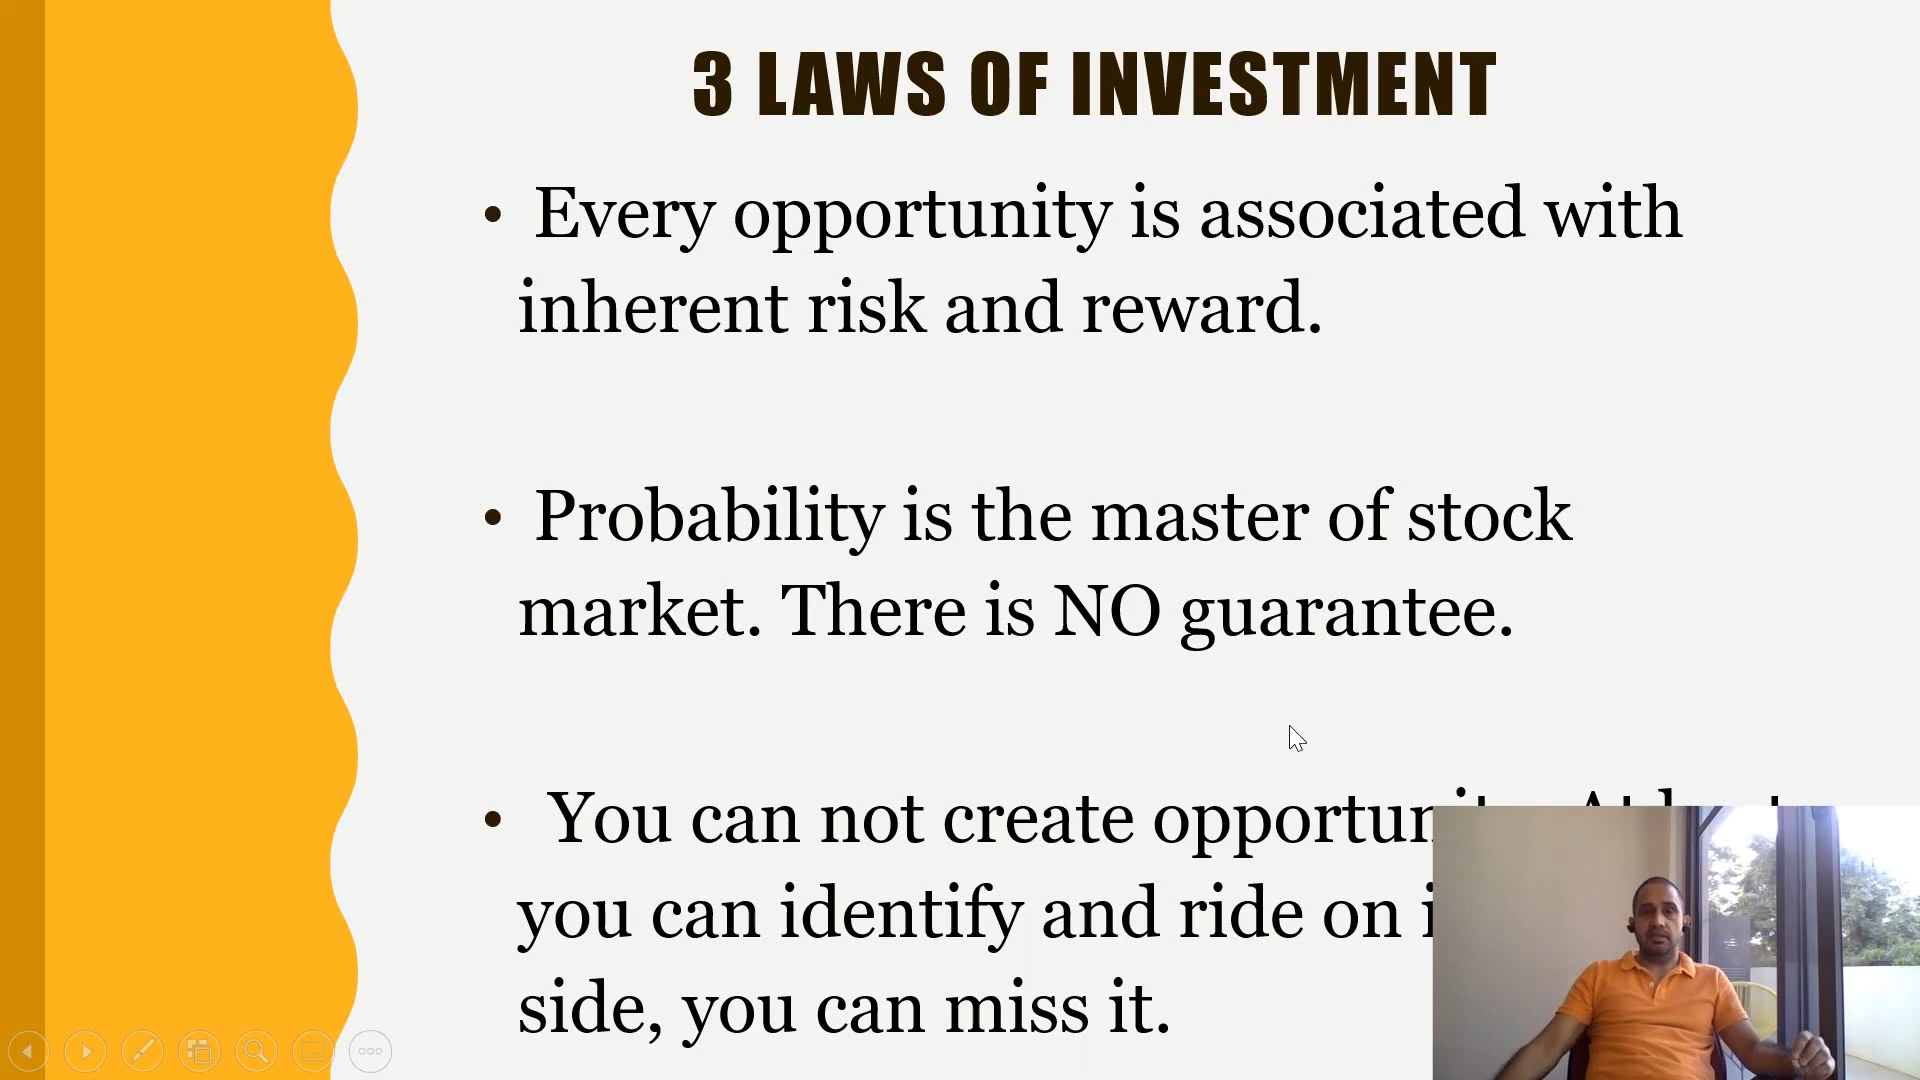 3 LAWS OF INVESTMENT
• Every opportunity is associated with
inherent risk and reward.
• Probability is the master of stock
market. There is NO guarantee.
• You can not create
you can identify and ride on
side, you can miss it.